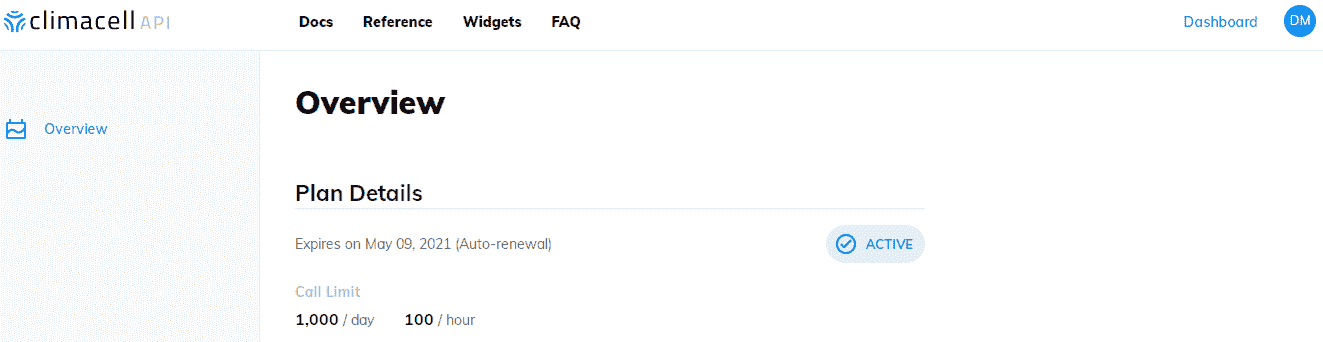 climacell API Docs Reference Widgets FAQ Dashboard DM
Overview
Overview
Plan Details
Expires on May 09, 2021 (Auto-renewal) ACTIVE
Call Limit
1,000 / day 100 / hour